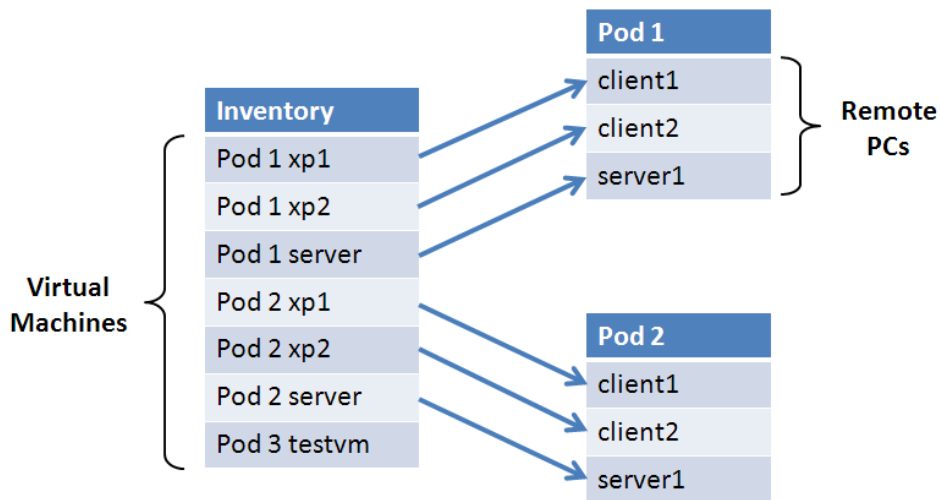 Virtual
Machines
Inventory
Pod 1 xp1
Pod 1 xp2
Pod 1 server
Pod 2 xp1
Pod 2 xp2
Pod 2 server
Pod 3 testvm
Pod 1
client1
client2
server1
Remote
PCs
Pod 2
client1
client2
server1